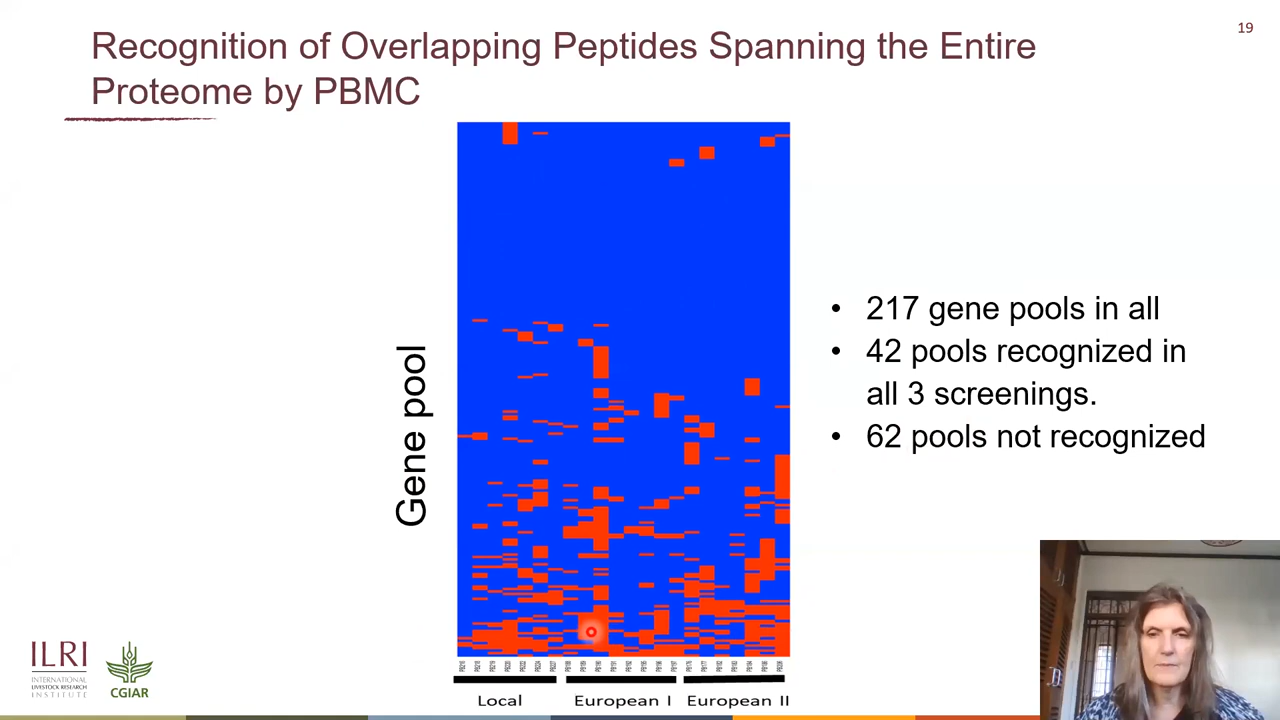 19
Recognition of Overlapping Peptides Spanning the Entire
Proteome by PBMC
Gene pool
• 217 gene pools in all
• 42 pools recognized in
all 3 screenings.
• 62 pools not recognized
Local
European I
European II
ILRI
INTERNATIONAL
LIVESTOCK RESEARCH
INSTITUTE
CGIAR